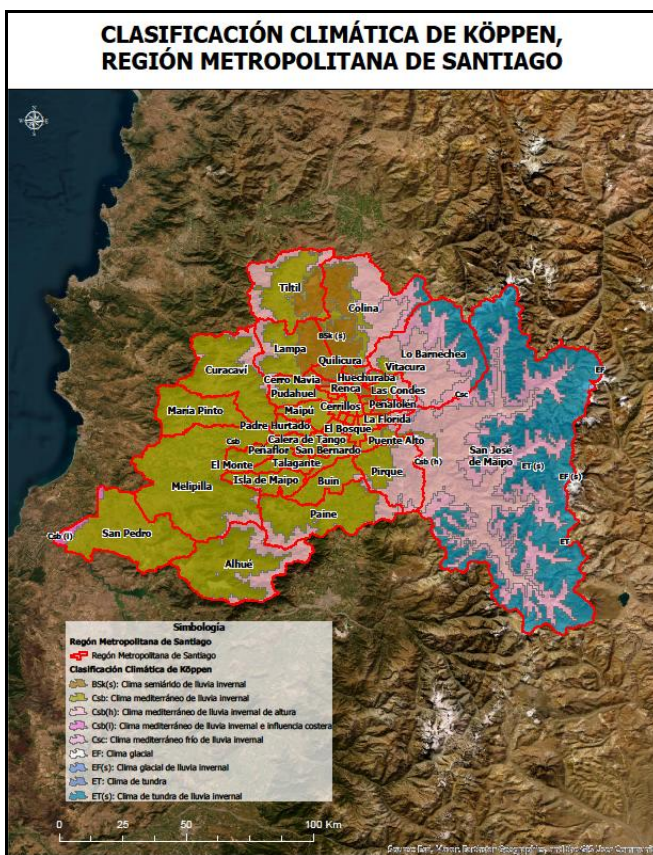 CLASIFICACIÓN CLIMÁTICA DE KÖPPEN,
REGIÓN METROPOLITANA DE SANTIAGO
N
Tiltil
Colina
BSk (s)
Lampa
Lo Barnechea
Quilicura
Vitacura
EF
Curacaví
Cerro Navia
Huechuraba
Renca
Las Condes
Csc
Pudahuel
María Pinto
Maipú
Cerrillos
Peñalolén
La Florida
Padre Hurtado
El Bosque
Csb
Calera de Tango
Puente Alto
Peñaflor
San Bernardo
San José
de Maipo
El Monte
Talagante
Pirque
Csb (h)
ET (s)
EF (s)
Melipilla
Isla de Maipo
Buin
Paine
Csb (i)
San Pedro
ET
Alhué
Simbología
Región Metropolitana de Santiago
Región Metropolitana de Santiago
Clasificación Climática de Köppen
BSk(s): Clima semiárido de lluvia invernal
Csb: Clima mediterráneo de lluvia invernal
Csb(h): Clima mediterráneo de lluvia invernal de altura
Csb(i): Clima mediterráneo de lluvia invernal e influencia costera
Csc: Clima mediterráneo frío de lluvia invernal
EF: Clima glacial
EF(s): Clima glacial de lluvia invernal
ET: Clima de tundra
ET(s): Clima de tundra de lluvia invernal
0 25 50 100 Km